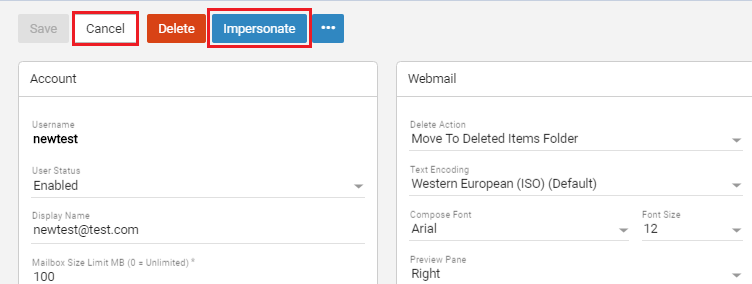 Save Cancel Delete Impersonate •••
Account
Username
newtest
User Status
Enabled
Display Name
newtest@test.com
Mailbox Size Limit MB (0 = Unlimited) *
100
Webmail
Delete Action
Move To Deleted Items Folder
Text Encoding
Western European (ISO) (Default)
Compose Font Font Size
Arial 12
Preview Pane
Right